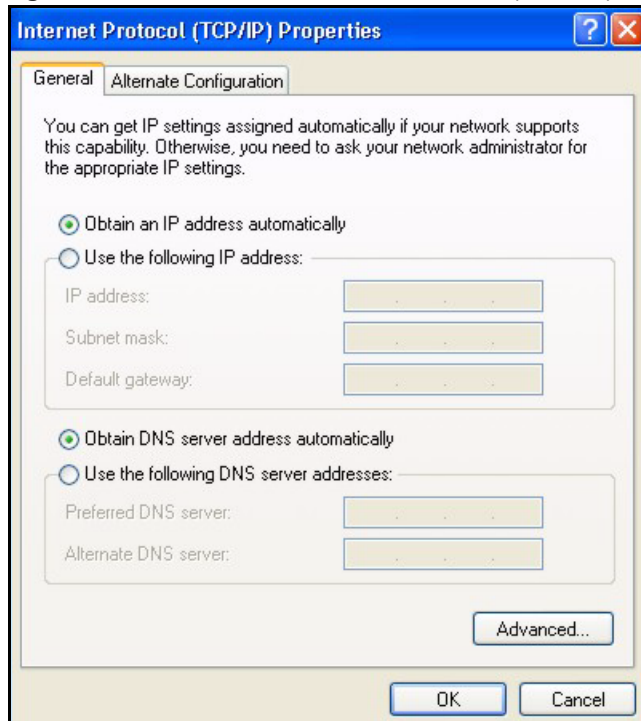 Internet Protocol (TCP/IP) Properties
General
Alternate Configuration
You can get IP settings assigned automatically if your network supports
this capability. Otherwise, you need to ask your network administrator for
the appropriate IP settings.
Obtain an IP address automatically
Use the following IP address:
IP address:
Subnet mask:
Default gateway:
Obtain DNS server address automatically
Use the following DNS server addresses:
Preferred DNS server:
Alternate DNS server:
Advanced...
OK
Cancel